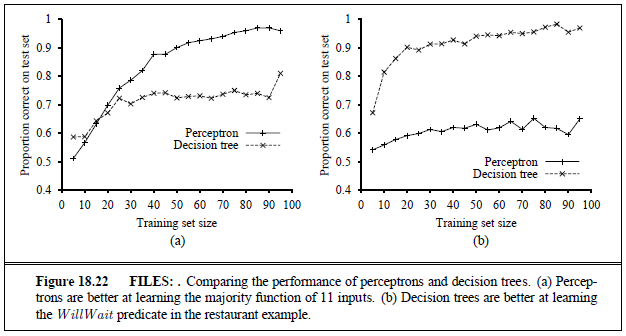 Proportion correct on test set
1
0.9
0.8
0.7
0.6
0.5
0.4
Perceptron
Decision tree
0 10 20 30 40 50 60 70 80 90 100
Training set size
(a)
Proportion correct on test set
1
0.9
0.8
0.7
0.6
0.5
0.4
Perceptron
Decision tree
0 10 20 30 40 50 60 70 80 90 100
Training set size
(b)
Figure 18.22 FILES: . Comparing the performance of perceptrons and decision trees. (a) Percep-
trons are better at learning the majority function of 11 inputs. (b) Decision trees are better at learning
the WillWait predicate in the restaurant example.